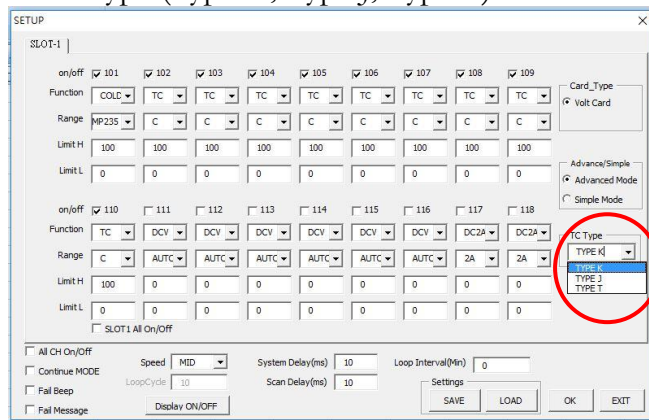 SETUP
SLOT-1
on/off 101 102 103 104 105 106 107 108 109
Function COLD TC TC TC TC TC TC TC TC
Range MP235 C C C C C C C C
Limit H 100 100 100 100 100 100 100 100 100
Limit L 0 0 0 0 0 0 0 0 0
Card_Type
Volt Card
Advance/Simple
Advanced Mode
Simple Mode
on/off 110 111 112 113 114 115 116 117 118
Function TC DCV DCV DCV DCV DCV DCV DC2A DC2A
Range C AUTC AUTC AUTC AUTC AUTC AUTC 2A 2A
Limit H 100 0 0 0 0 0 0 0 0
Limit L 0 0 0 0 0 0 0 0 0
TC Type
TYPE K
TYPE K
TYPE J
TYPE T
SLOT1 All On/Off
All CH On/Off
Continue MODE
Fail Beep
Fail Message
Speed MID
LoopCycle 10
Display ON/OFF
System Delay(ms) 10
Scan Delay(ms) 10
Loop Interval(Min) 0
Settings
SAVE LOAD
OK EXIT